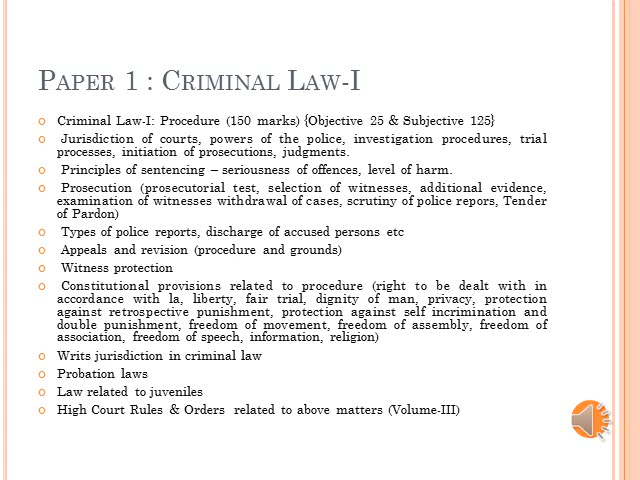 PAPER 1 : CRIMINAL LAW-I
Criminal Law-I: Procedure (150 marks) {Objective 25 & Subjective 125}
Jurisdiction of courts, powers of the police, investigation procedures, trial
processes, initiation of prosecutions, judgments.
Principles of sentencing – seriousness of offences, level of harm.
Prosecution (prosecutorial test, selection of witnesses, additional evidence,
examination of witnesses withdrawal of cases, scrutiny of police repors, Tender
of Pardon)
Types of police reports, discharge of accused persons etc
Appeals and revision (procedure and grounds)
Witness protection
Constitutional provisions related to procedure (right to be dealt with in
accordance with la, liberty, fair trial, dignity of man, privacy, protection
against retrospective punishment, protection against self incrimination and
double punishment, freedom of movement, freedom of assembly, freedom of
association, freedom of speech, information, religion)
Writs jurisdiction in criminal law
Probation laws
Law related to juveniles
High Court Rules & Orders related to above matters (Volume-III)